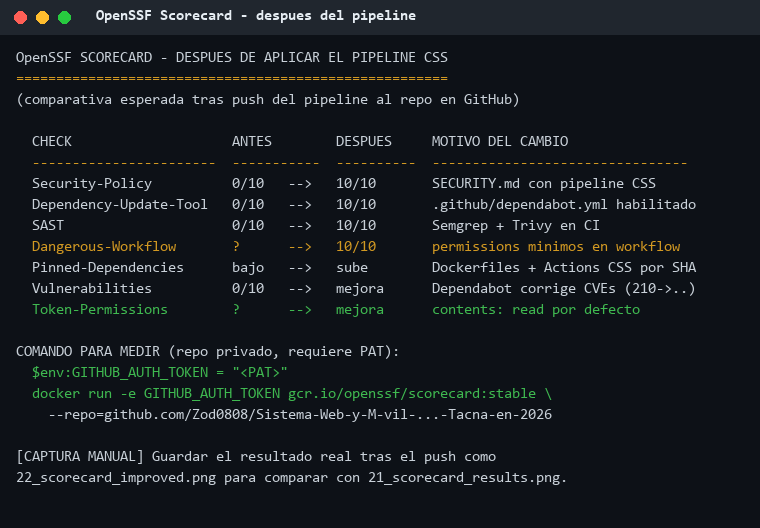 OpenSSF Scorecard - despues del pipeline
OpenSSF SCORECARD - DESPUES DE APLICAR EL PIPELINE CSS
======================================================
(comparativa esperada tras push del pipeline al repo en GitHub)
CHECK ANTES DESPUES MOTIVO DEL CAMBIO
----------------------- ----------- ---------- --------------------------------
Security-Policy 0/10 --> 10/10 SECURITY.md con pipeline CSS
Dependency-Update-Tool 0/10 --> 10/10 .github/dependabot.yml habilitado
SAST 0/10 --> 10/10 Semgrep + Trivy en CI
Dangerous-Workflow ? --> 10/10 permissions minimos en workflow
Pinned-Dependencies bajo --> sube Dockerfiles + Actions CSS por SHA
Vulnerabilities 0/10 --> mejora Dependabot corrige CVEs (210->..)
Token-Permissions ? --> mejora contents: read por defecto
COMANDO PARA MEDIR (repo privado, requiere PAT):
$env:GITHUB_AUTH_TOKEN = "<PAT>"
docker run -e GITHUB_AUTH_TOKEN gcr.io/openssf/scorecard:stable \
--repo=github.com/Zod0808/Sistema-Web-y-M-vil-...-Tacna-en-2026
[CAPTURA MANUAL] Guardar el resultado real tras el push como
22_scorecard_improved.png para comparar con 21_scorecard_results.png.